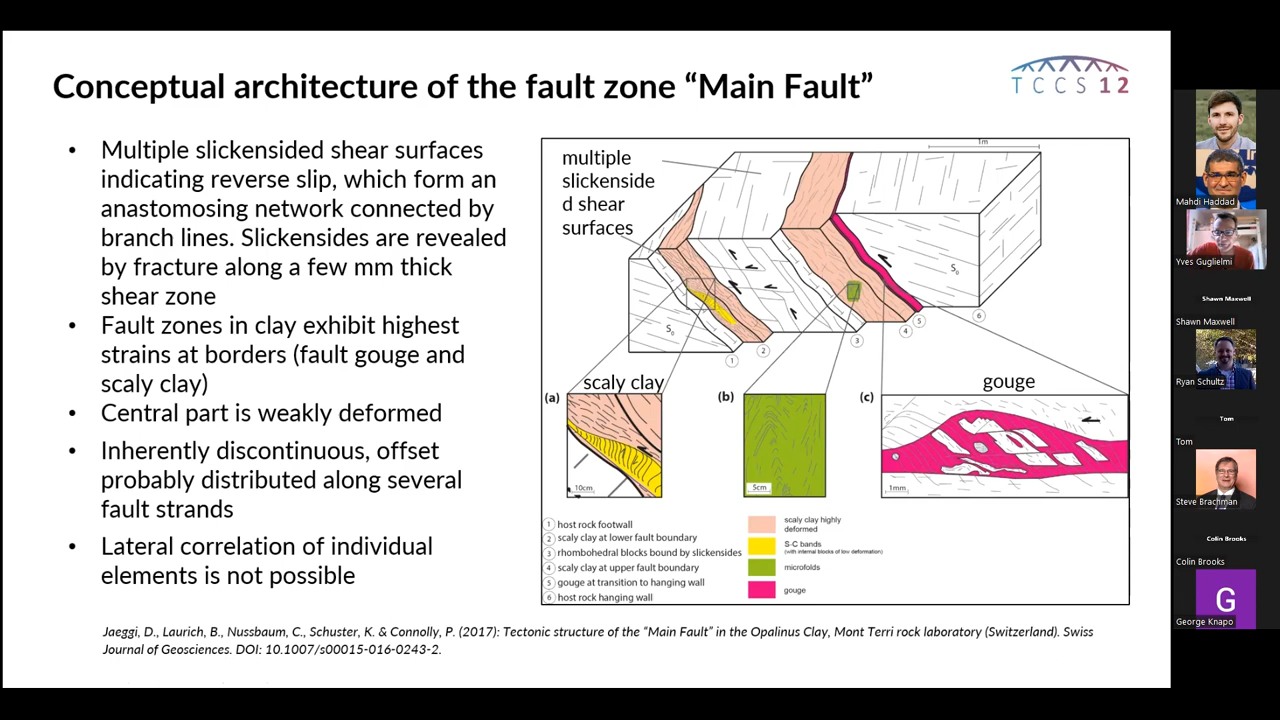 Conceptual architecture of the fault zone “Main Fault”
TCCS 12
• Multiple slickensided shear surfaces
indicating reverse slip, which form an
anastomosing network connected by
branch lines. Slickensides are revealed
by fracture along a few mm thick
shear zone
• Fault zones in clay exhibit highest
strains at borders (fault gouge and
scaly clay)
• Central part is weakly deformed
• Inherently discontinuous, offset
probably distributed along several
fault strands
• Lateral correlation of individual
elements is not possible
multiple
slickenside
d shear
surfaces
1m
S₀
S₀
1
2
3
4
5
6
scaly clay
gouge
(a)
(b)
(c)
10cm
5cm
1mm
1 host rock footwall
2 scaly clay at lower fault boundary
3 rhombohedral blocks bound by slickensides
4 scaly clay at upper fault boundary
5 gouge at transition to hanging wall
6 host rock hanging wall
scaly clay highly
deformed
S-C bands
(with internal blocks of low deformation)
microfolds
gouge
Jaeggi, D., Laurich, B., Nussbaum, C., Schuster, K. & Connolly, P. (2017): Tectonic structure of the “Main Fault” in the Opalinus Clay, Mont Terri rock laboratory (Switzerland). Swiss
Journal of Geosciences. DOI: 10.1007/s00015-016-0243-2.
Mahdi Haddad
Yves Guglielmi
Shawn Maxwell
Shawn Maxwell
Ryan Schultz
Tom
Tom
Steve Brachman
Colin Brooks
Colin Brooks
G
George Knapo